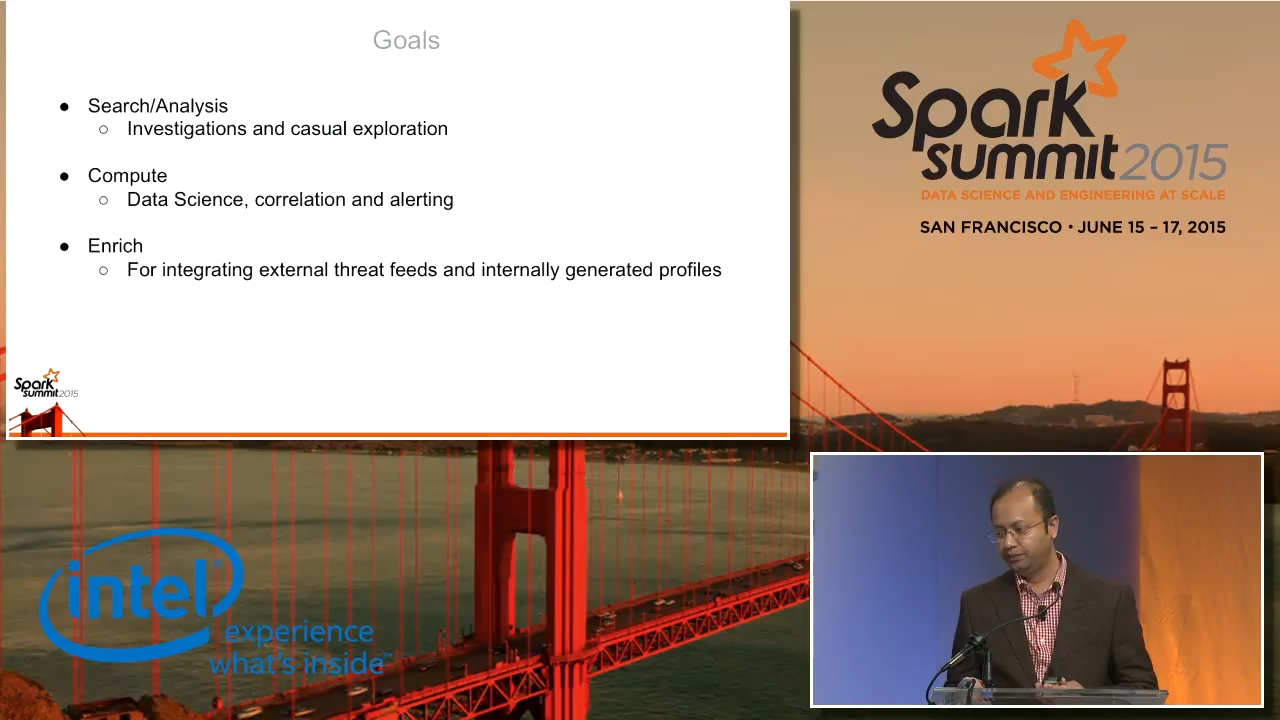 Goals
● Search/Analysis
○ Investigations and casual exploration
● Compute
○ Data Science, correlation and alerting
● Enrich
○ For integrating external threat feeds and internally generated profiles
Spark
summit 2015
Spark
summit 2015
DATA SCIENCE AND ENGINEERING AT SCALE
SAN FRANCISCO • JUNE 15 – 17, 2015
intel®
experience
what's inside™